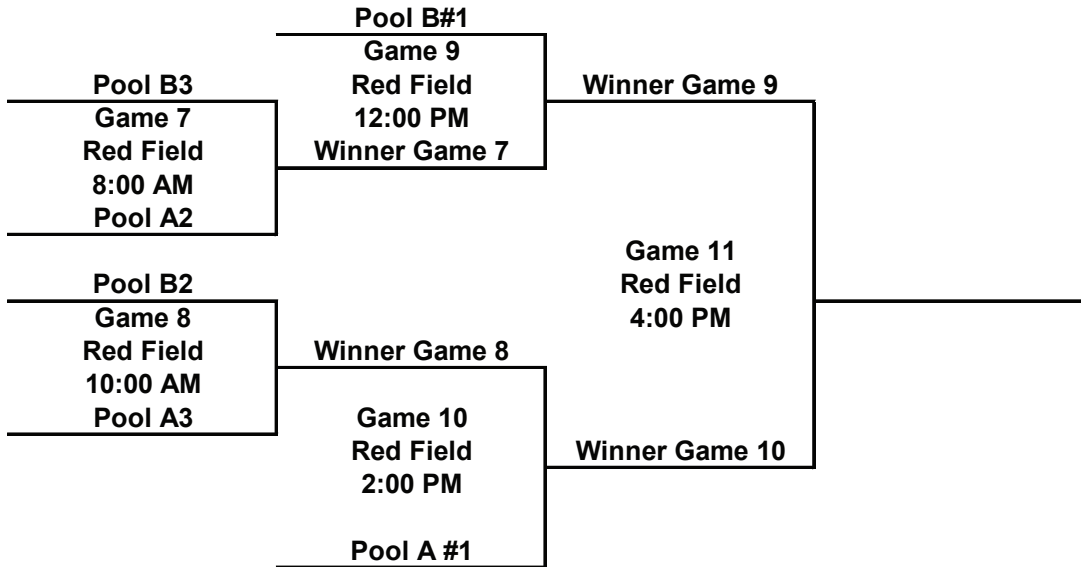 Pool B#1
Game 9
Red Field
12:00 PM
Winner Game 7
Pool B3
Game 7
Red Field
8:00 AM
Pool A2
Winner Game 9
Game 11
Red Field
4:00 PM
Pool B2
Game 8
Red Field
10:00 AM
Pool A3
Winner Game 8
Game 10
Red Field
2:00 PM
Pool A #1
Winner Game 10